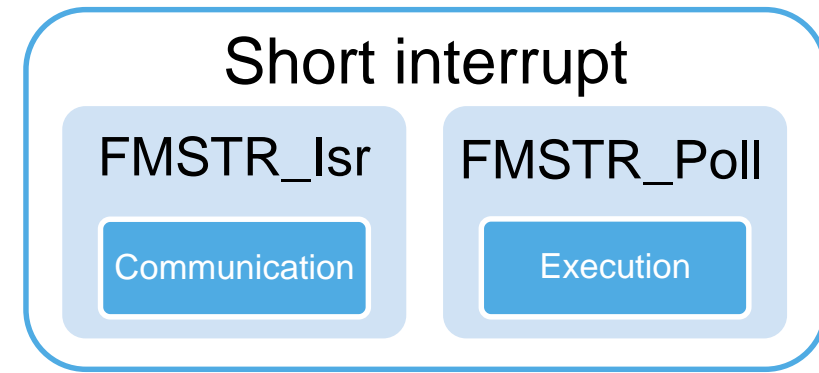 Short interrupt
FMSTR_Isr
Communication
FMSTR_Poll
Execution